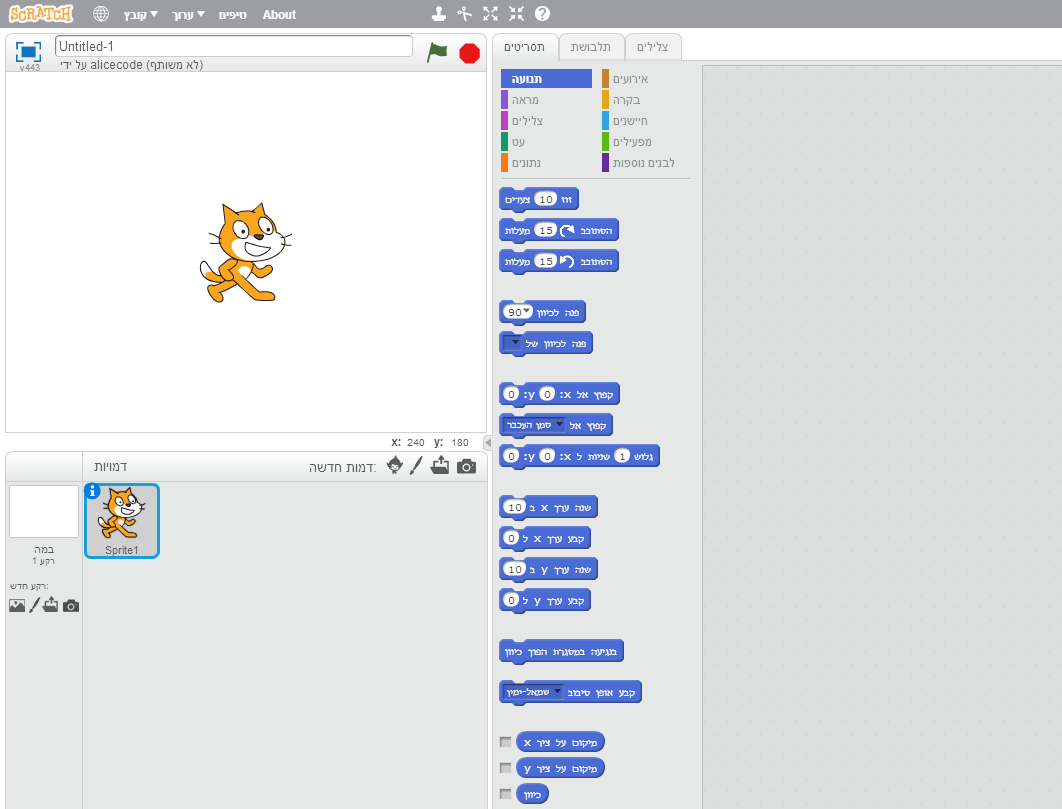 SCRATCH
קובץ
ערוך
טיפים
About
Untitled-1
v443
על ידי alicecode (לא משותף)
תסריטים
תלבושת
צלילים
תנועה
אירועים
מראה
בקרה
צלילים
חיישנים
עט
מפעילים
נתונים
לבנים נוספות
זוז 10 צעדים
הסתובב 15 מעלות
הסתובב 15 מעלות
פנה לכיוון 90
פנה לכיוון של
קפוץ אל x: 0 y: 0
קפוץ אל סמן העכבר
גלוש 1 שניות ל x: 0 y: 0
שנה ערך x ב 10
קבע ערך x ל 0
שנה ערך y ב 10
קבע ערך y ל 0
בנגיעה במסגרת הפוך כיוון
קבע אופן סיבוב שמאל-ימין
מיקום על ציר x
מיקום על ציר y
כיוון
x: 240 y: 180
דמויות
דמות חדשה:
Sprite1
במה
רקע 1
רקע חדש: